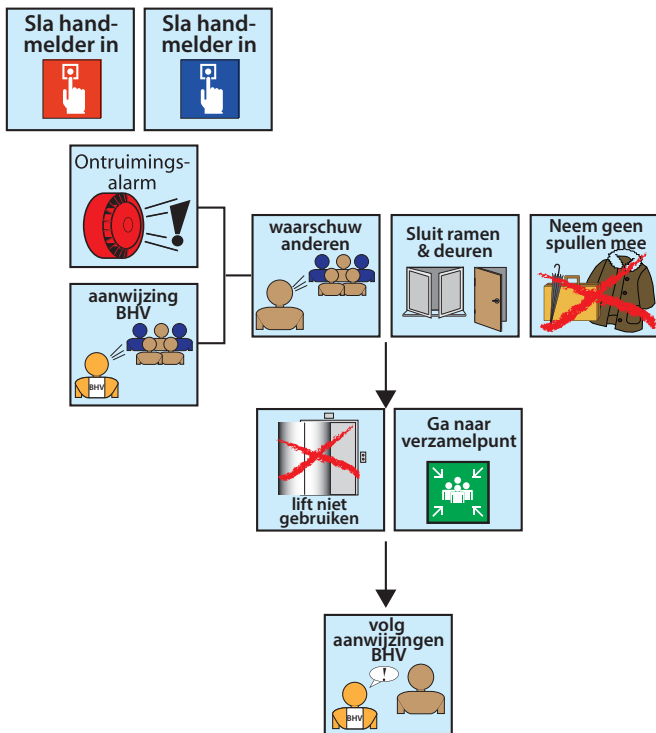 Sla hand-
melder in
Sla hand-
melder in
Ontruimings-
alarm
aanwijzing
BHV
BHV
waarschuw
anderen
Sluit ramen
& deuren
Neem geen
spullen mee
lift niet
gebruiken
Ga naar
verzamelpunt
volg
aanwijzingen
BHV
!
BHV